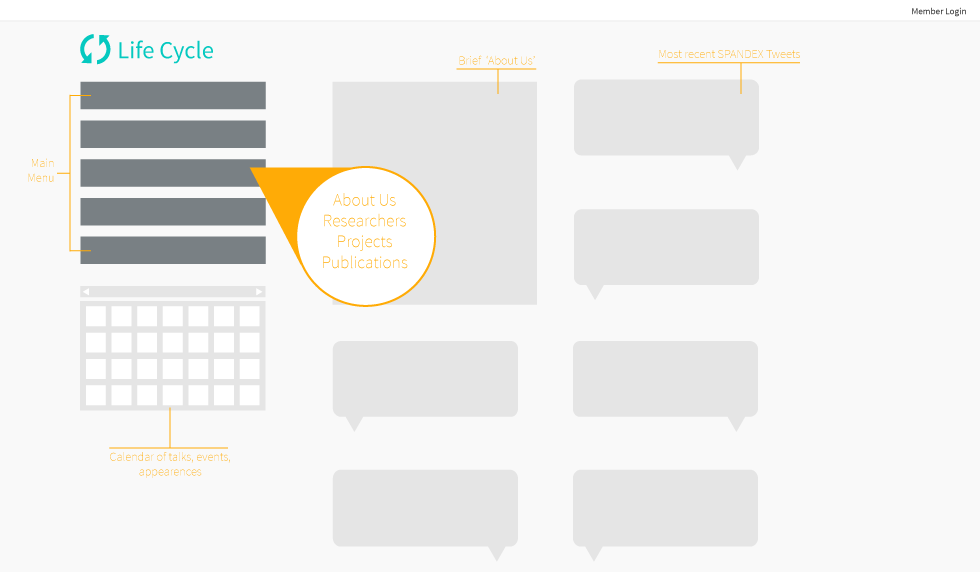 Member Login
Life Cycle
Brief 'About Us'
Most recent SPANDEX Tweets
Main
Menu
About Us
Researchers
Projects
Publications
Calendar of talks, events,
appearences